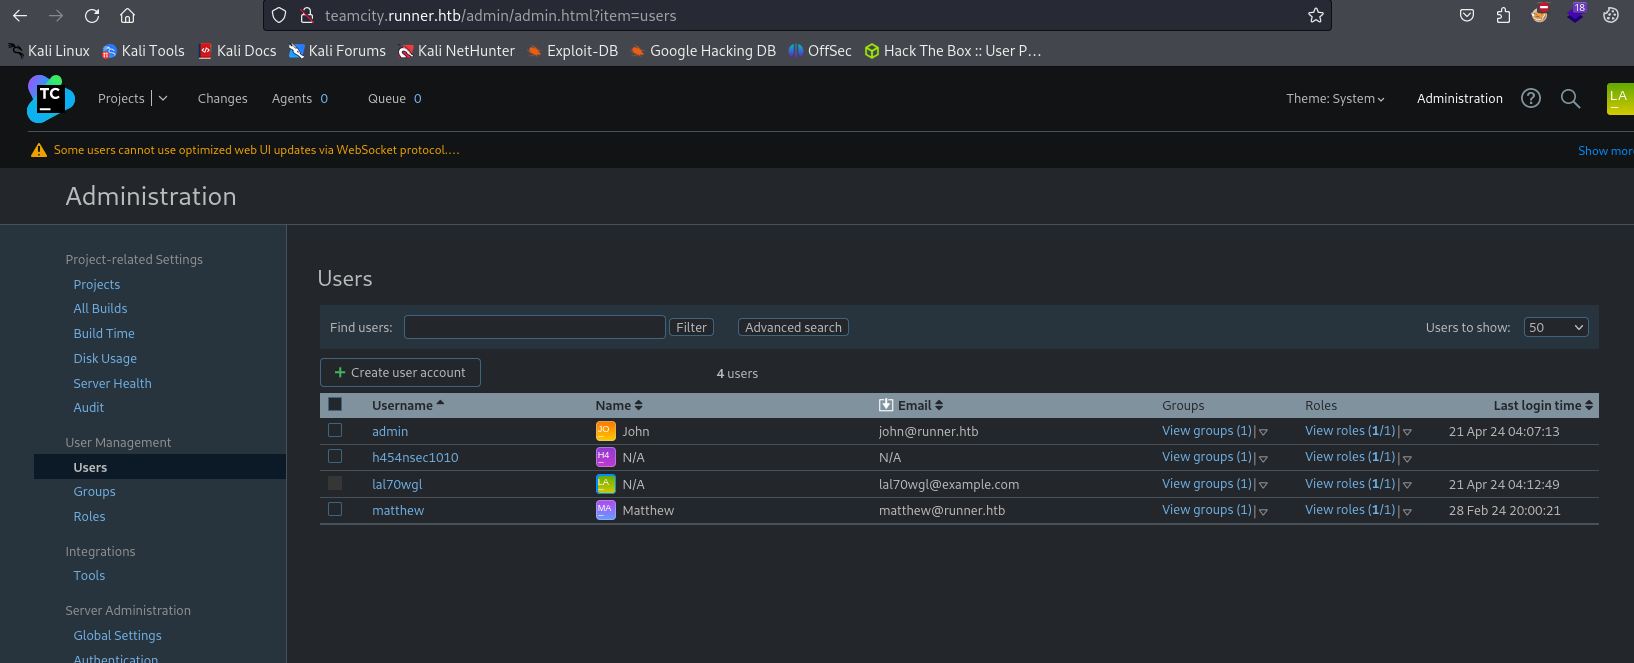 teamcity.runner.htb/admin/admin.html?item=users
18
Kali Linux Kali Tools Kali Docs Kali Forums Kali NetHunter Exploit-DB Google Hacking DB OffSec Hack The Box :: User P…
TC Projects Changes Agents 0 Queue 0 Theme: System Administration LA
Some users cannot use optimized web UI updates via WebSocket protocol.... Show more
Administration
Project-related Settings
Projects
All Builds
Build Time
Disk Usage
Server Health
Audit
User Management
Users
Groups
Roles
Integrations
Tools
Server Administration
Global Settings
Authentication
Users
Find users: Filter Advanced search Users to show: 50
+ Create user account 4 users
Username Name Email Groups Roles Last login time
admin JO John john@runner.htb View groups (1) View roles (1/1) 21 Apr 24 04:07:13
h454nsec1010 H4 N/A N/A View groups (1) View roles (1/1)
lal70wgl LA N/A lal70wgl@example.com View groups (1) View roles (1/1) 21 Apr 24 04:12:49
matthew MA Matthew matthew@runner.htb View groups (1) View roles (1/1) 28 Feb 24 20:00:21